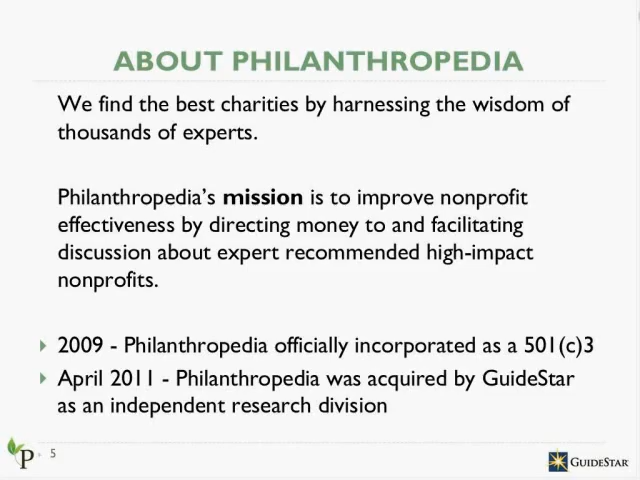 ABOUT PHILANTHROPEDIA
We find the best charities by harnessing the wisdom of
thousands of experts.
Philanthropedia's mission is to improve nonprofit
effectiveness by directing money to and facilitating
discussion about expert recommended high-impact
nonprofits.
2009 - Philanthropedia officially incorporated as a 501(c)3
April 2011 - Philanthropedia was acquired by GuideStar
as an independent research division
P
5
GUIDESTAR